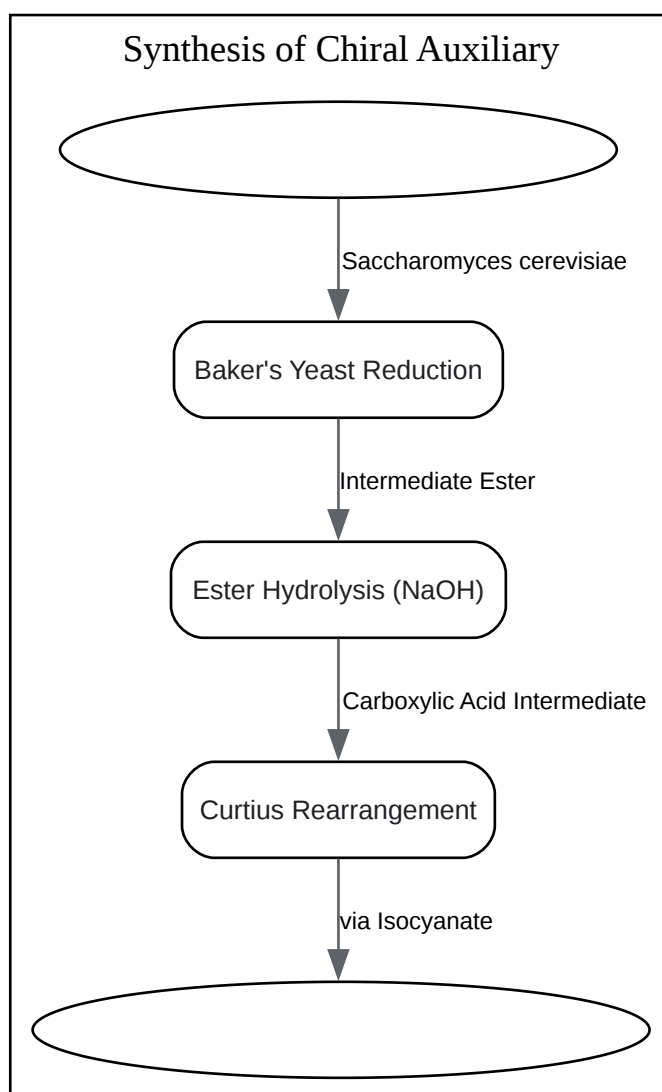 Synthesis of Chiral Auxiliary
Saccharomyces cerevisiae
Baker's Yeast Reduction
Intermediate Ester
Ester Hydrolysis (NaOH)
Carboxylic Acid Intermediate
Curtius Rearrangement
via Isocyanate